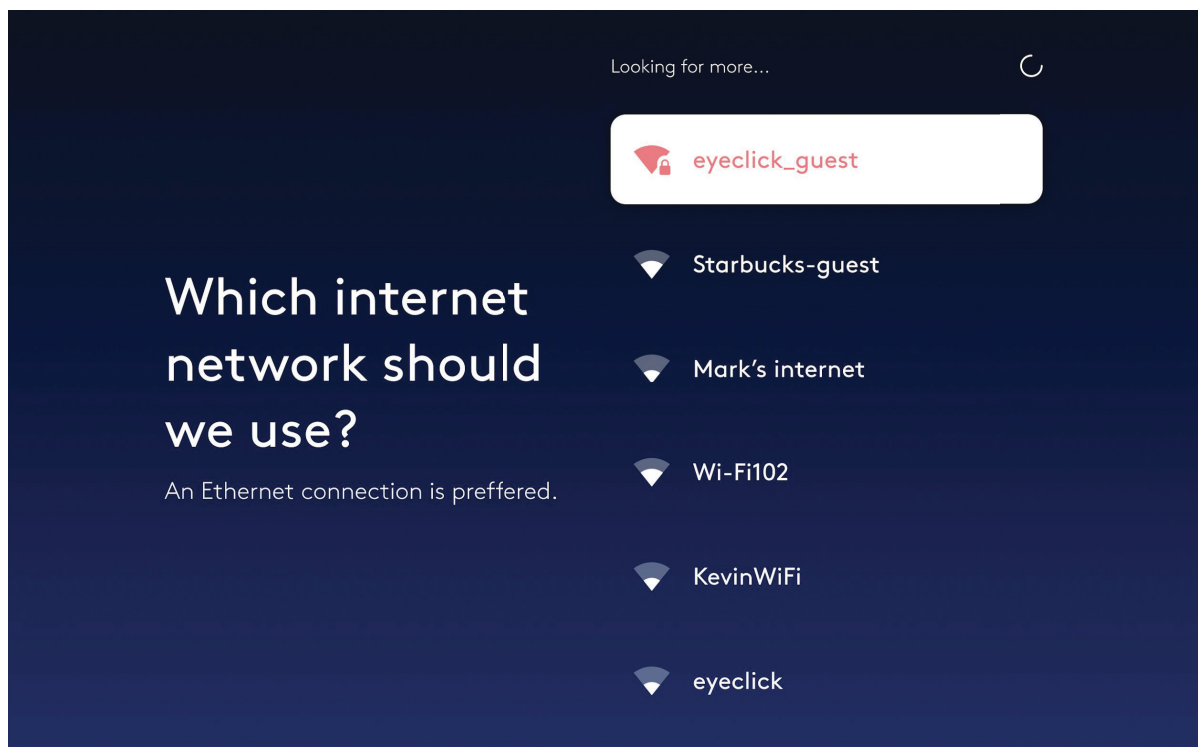 Looking for more...
eyeclick_guest
Starbucks-guest
Which internet
network should
we use?
An Ethernet connection is preffered.
Mark’s internet
Wi-Fi102
KevinWiFi
eyeclick